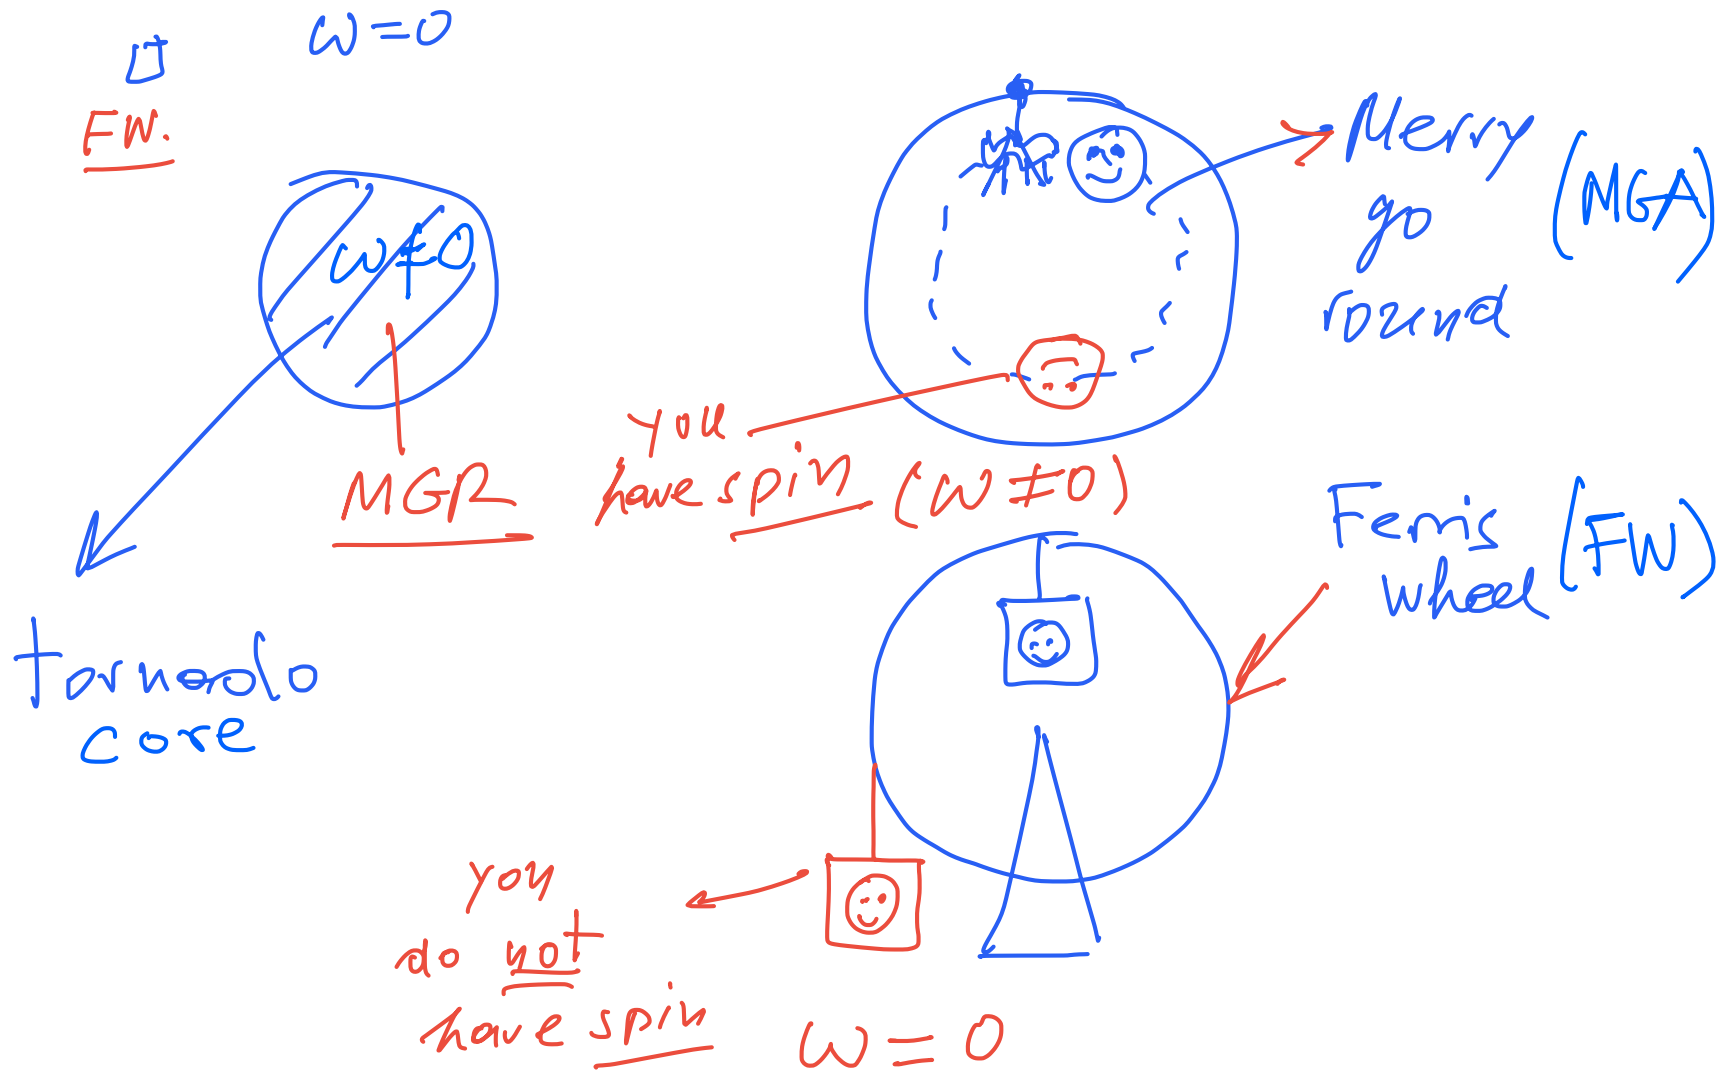 ω=0
FW.
ω≠0
MGR
tornado
core
Merry
go
round
(MGA)
you
have spin (ω≠0)
Ferris
wheel
(FW)
you
do not
have spin
ω=0